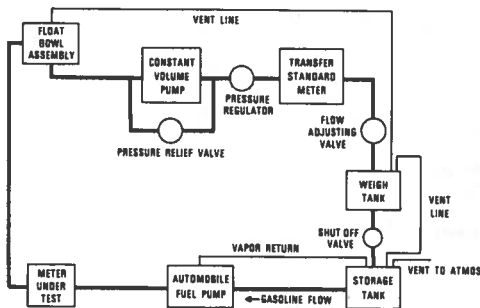 VENT LINE
FLOAT
BOWL
ASSEMBLY
CONSTANT
VOLUME
PUMP
TRANSFER
STANDARD
METER
PRESSURE
REGULATOR
PRESSURE RELIEF VALVE
FLOW
ADJUSTING
VALVE
WEIGH
TANK
VENT
LINE
SHUT OFF
VALVE
VAPOR RETURN
VENT TO ATMOS
METER
UNDER
TEST
AUTOMOBILE
FUEL PUMP
GASOLINE FLOW
STORAGE
TANK